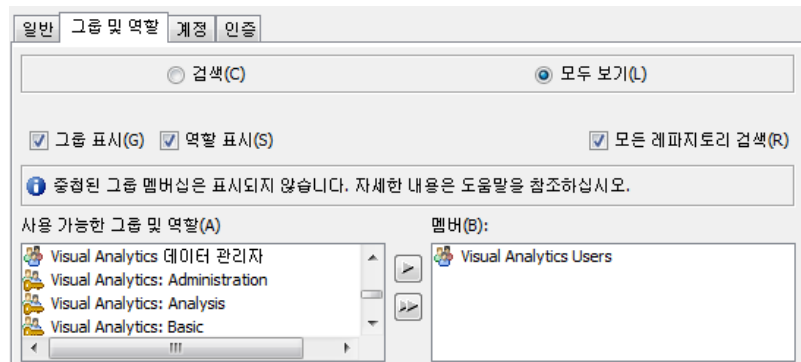 일반 그룹 및 역할 계정 인증
검색(C) 모두 보기(L)
그룹 표시(G) 역할 표시(S) 모든 레파지토리 검색(R)
중첩된 그룹 멤버십은 표시되지 않습니다. 자세한 내용은 도움말을 참조하십시오.
사용 가능한 그룹 및 역할(A) 멤버(B):
Visual Analytics 데이터 관리자 Visual Analytics Users
Visual Analytics: Administration
Visual Analytics: Analysis
Visual Analytics: Basic